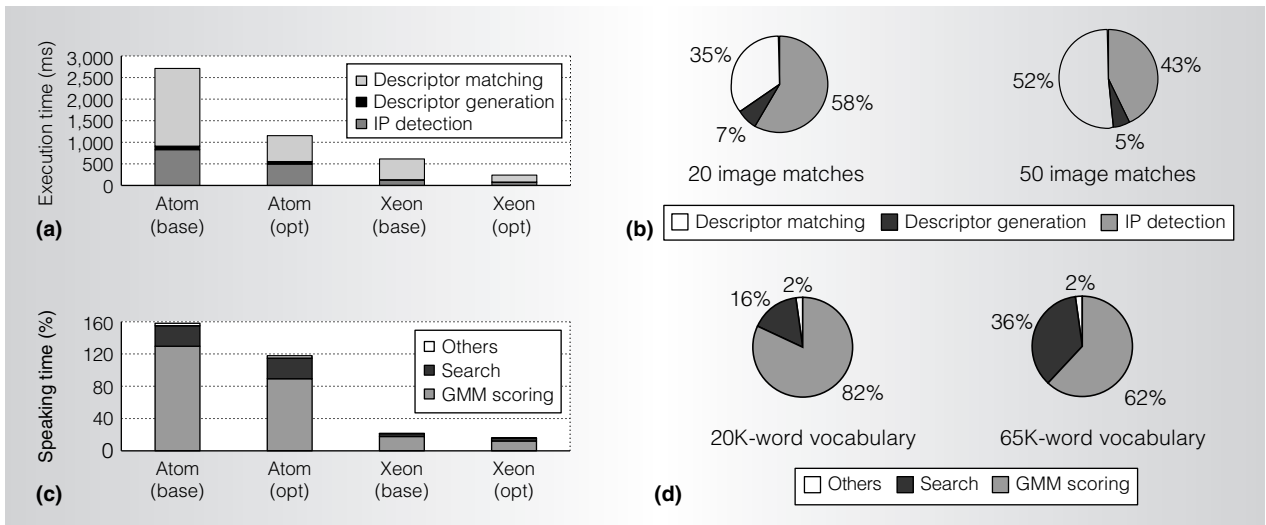 Execution time (ms)
3,000
2,500
2,000
1,500
1,000
500
0
Descriptor matching
Descriptor generation
IP detection
Atom
(base)
Atom
(opt)
Xeon
(base)
Xeon
(opt)
(a)
35%
58%
7%
20 image matches
52%
43%
5%
50 image matches
(b)
Descriptor matching
Descriptor generation
IP detection
Speaking time (%)
160
120
80
40
0
Others
Search
GMM scoring
Atom
(base)
Atom
(opt)
Xeon
(base)
Xeon
(opt)
(c)
16%
2%
82%
20K-word vocabulary
2%
36%
62%
65K-word vocabulary
(d)
Others
Search
GMM scoring